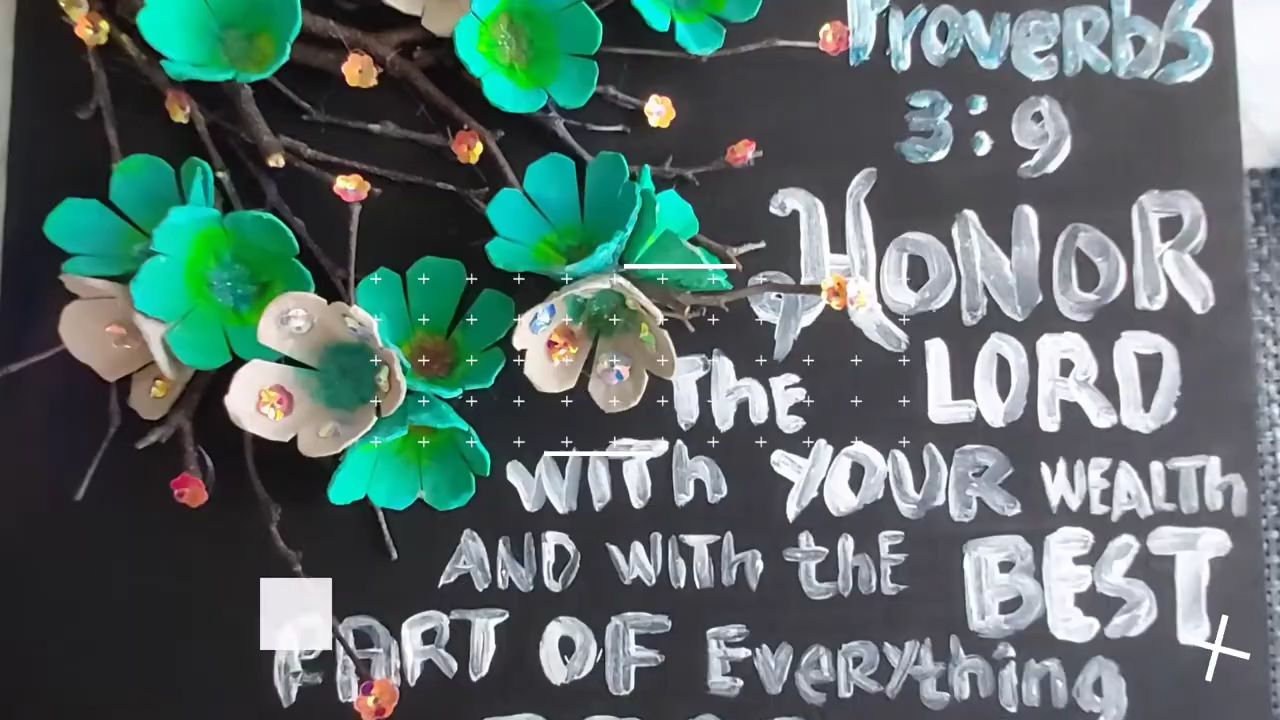 Proverbs
3:9
HONOR
The LORD
with YOUR WEALTh
AND with thE BEST
PART OF EvERything